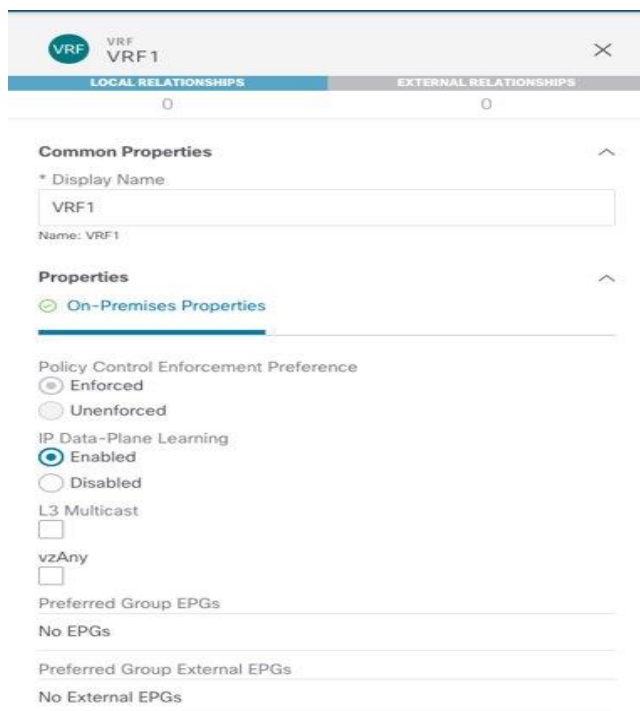 VRF
VRF
VRF1
LOCAL RELATIONSHIPS
EXTERNAL RELATIONSHIPS
0
0
Common Properties
* Display Name
VRF1
Name: VRF1
Properties
On-Premises Properties
Policy Control Enforcement Preference
Enforced
Unenforced
IP Data-Plane Learning
Enabled
Disabled
L3 Multicast
vzAny
Preferred Group EPGs
No EPGs
Preferred Group External EPGs
No External EPGs